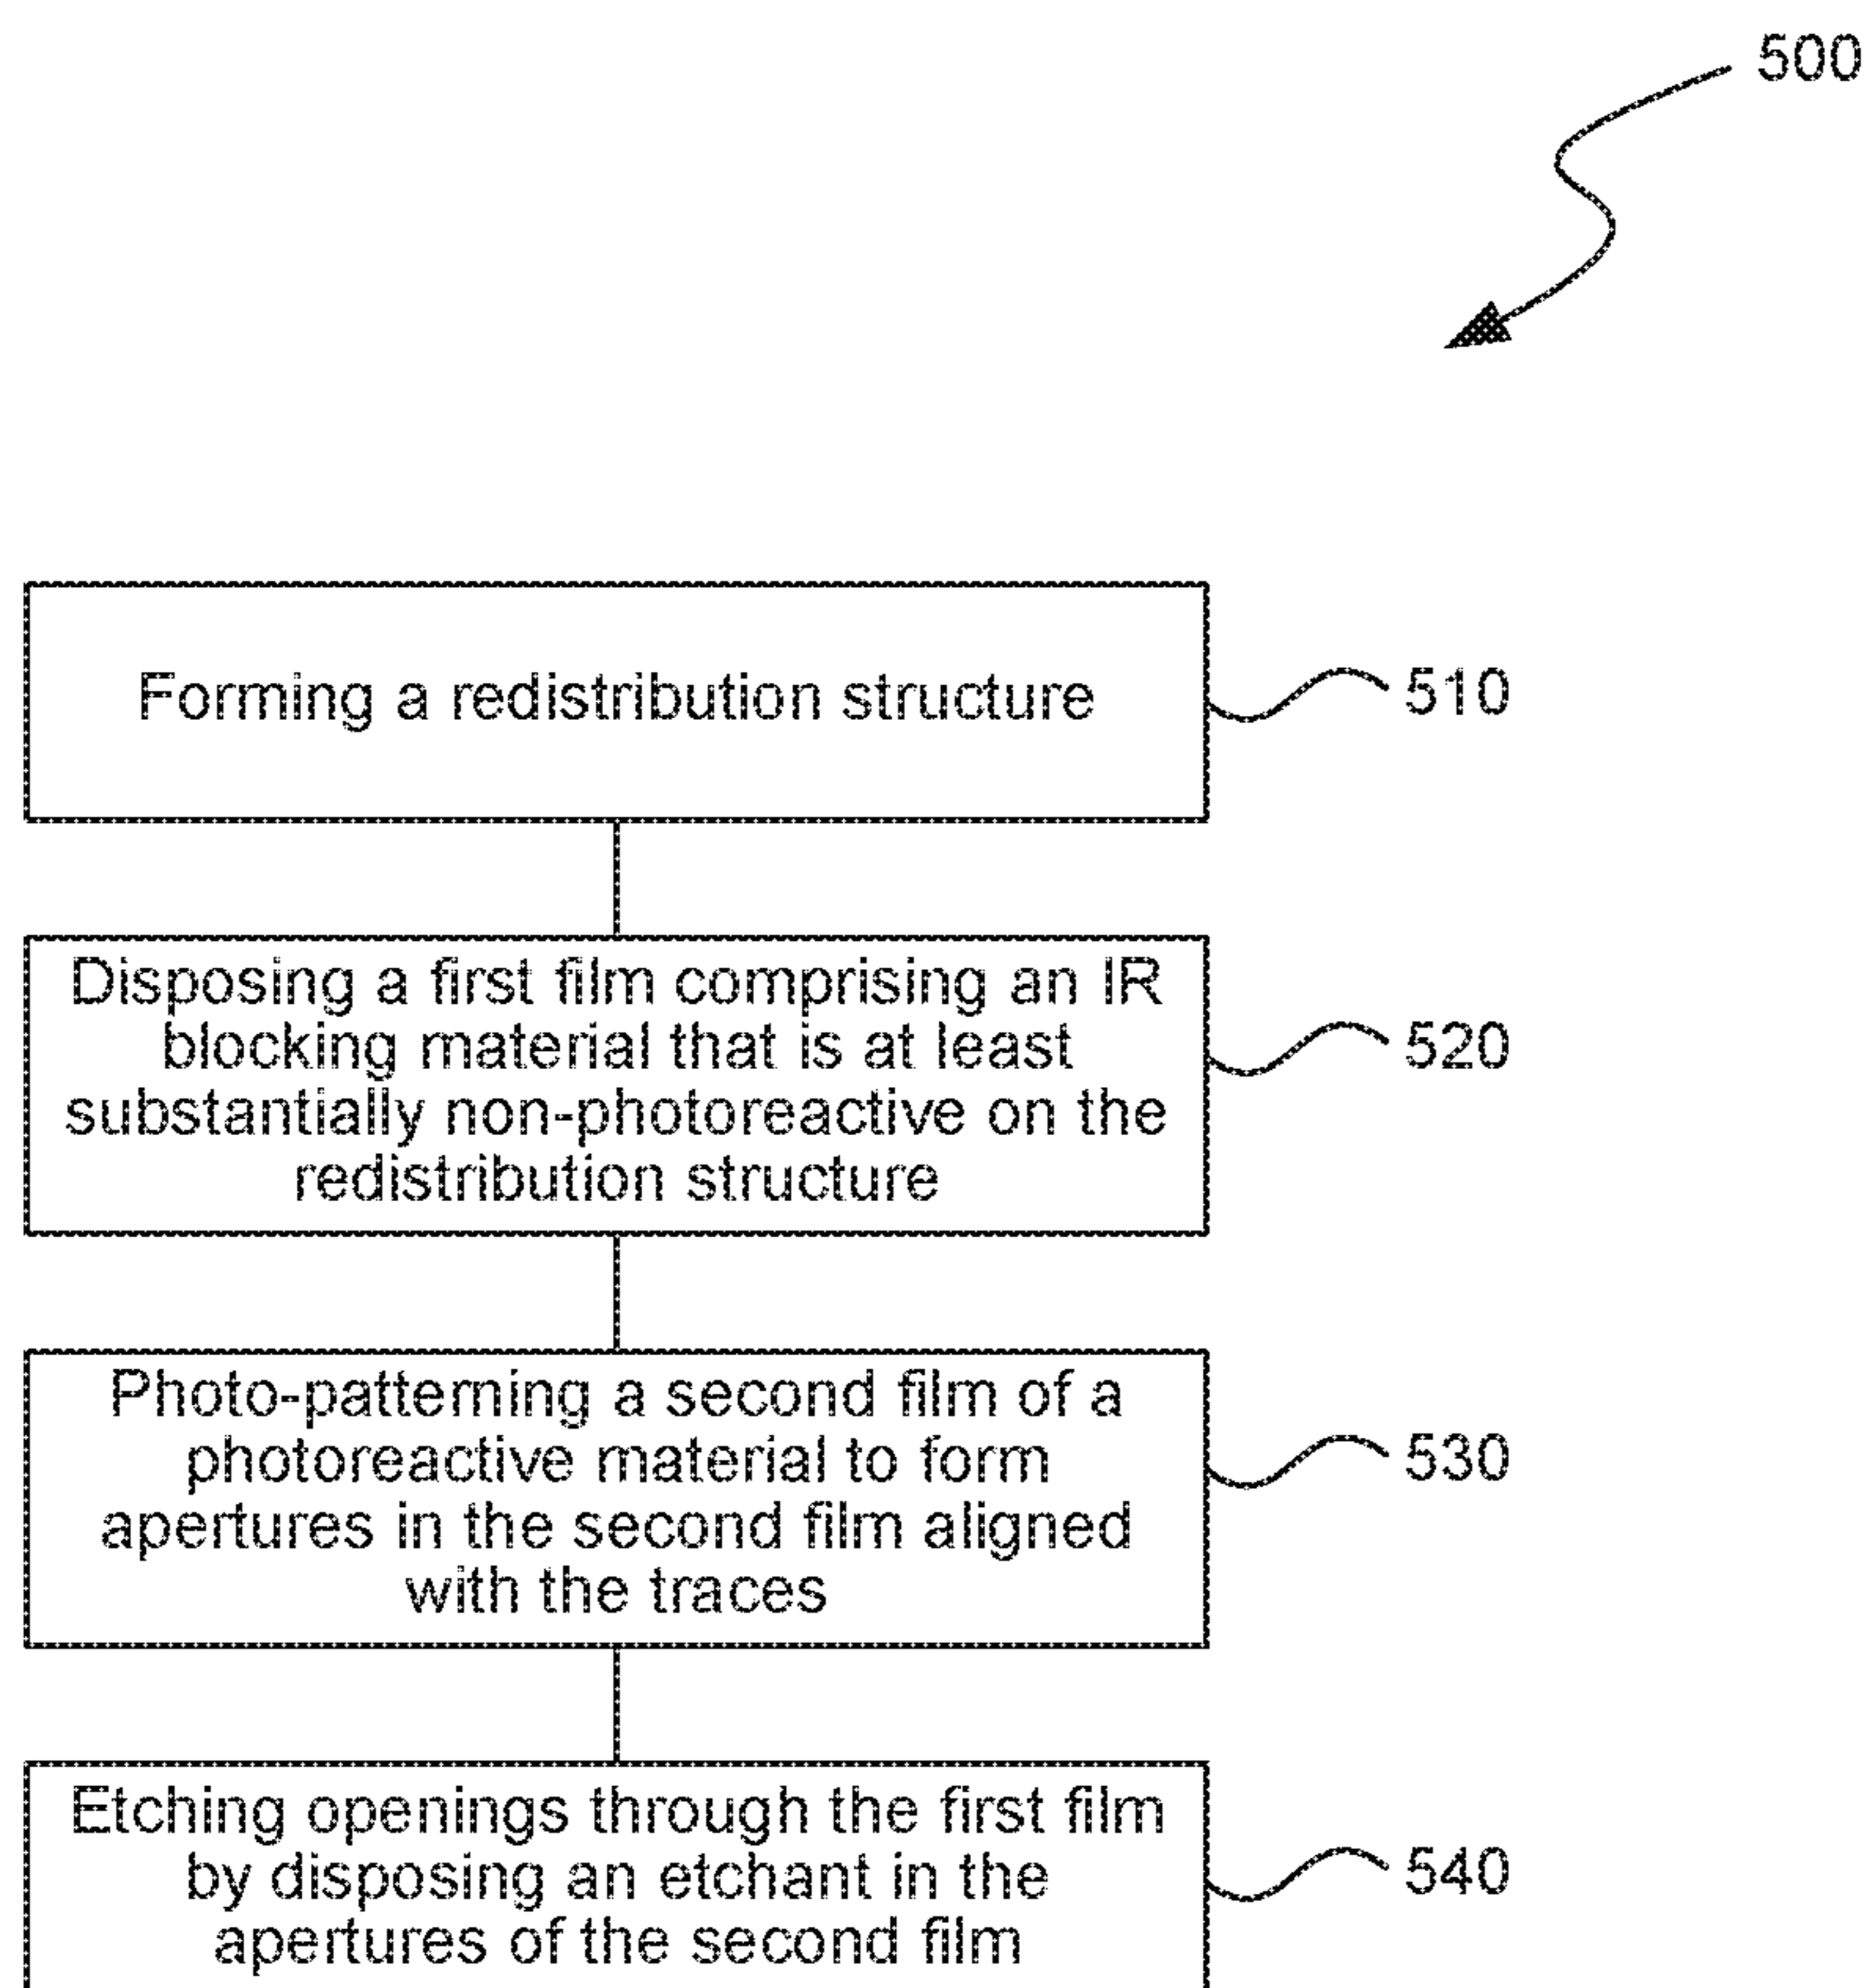 500
Forming a redistribution structure
510
Disposing a first film comprising an IR
blocking material that is at least
substantially non-photoreactive on the
redistribution structure
520
Photo-patterning a second film of a
photoreactive material to form
apertures in the second film aligned
with the traces
530
Etching openings through the first film
by disposing an etchant in the
apertures of the second film
540